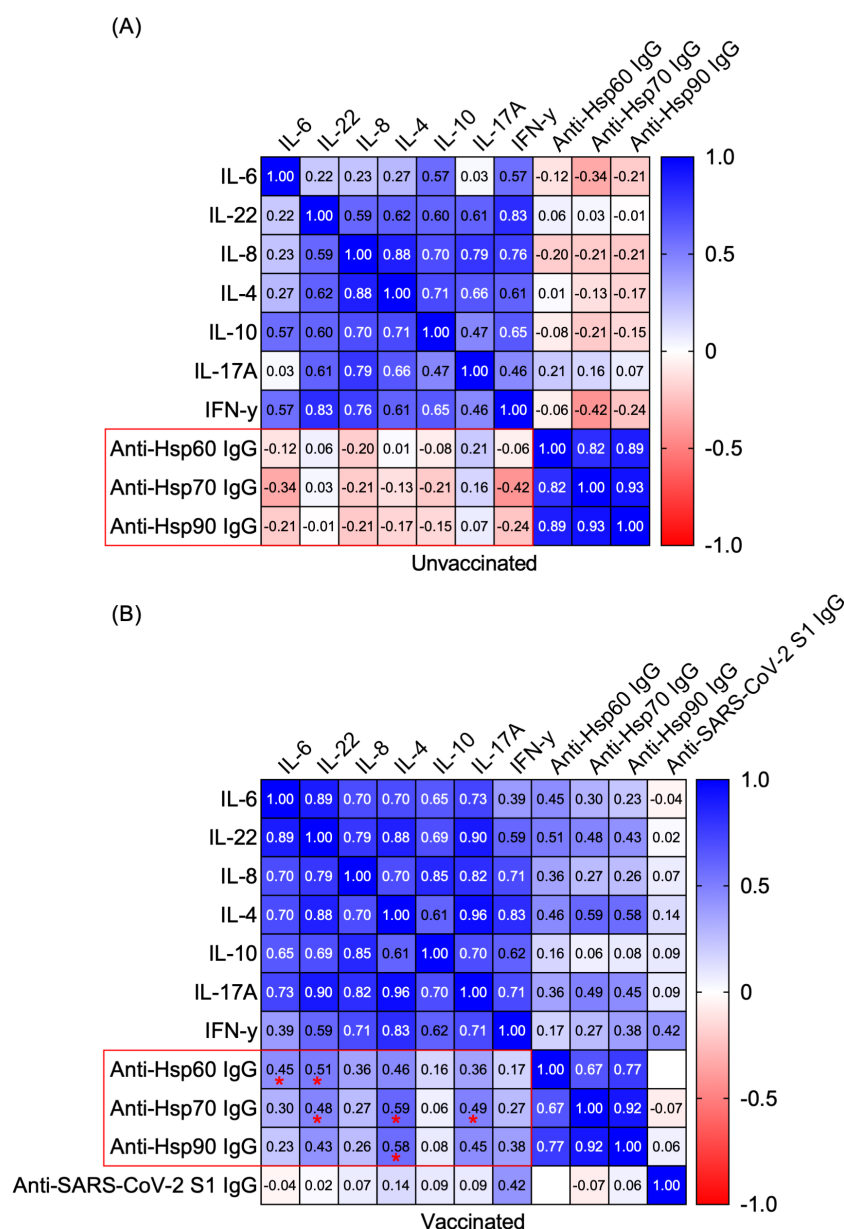 (A)
IL-6 IL-22 IL-8 IL-4 IL-10 IL-17A IFN-y Anti-Hsp60 IgG Anti-Hsp70 IgG Anti-Hsp90 IgG
IL-6 1.00 0.22 0.23 0.27 0.57 0.03 0.57 -0.12 -0.34 -0.21
IL-22 0.22 1.00 0.59 0.62 0.60 0.61 0.83 0.06 0.03 -0.01
IL-8 0.23 0.59 1.00 0.88 0.70 0.79 0.76 -0.20 -0.21 -0.21
IL-4 0.27 0.62 0.88 1.00 0.71 0.66 0.61 0.01 -0.13 -0.17
IL-10 0.57 0.60 0.70 0.71 1.00 0.47 0.65 -0.08 -0.21 -0.15
IL-17A 0.03 0.61 0.79 0.66 0.47 1.00 0.46 0.21 0.16 0.07
IFN-y 0.57 0.83 0.76 0.61 0.65 0.46 1.00 -0.06 -0.42 -0.24
Anti-Hsp60 IgG -0.12 0.06 -0.20 0.01 -0.08 0.21 -0.06 1.00 0.82 0.89
Anti-Hsp70 IgG -0.34 0.03 -0.21 -0.13 -0.21 0.16 -0.42 0.82 1.00 0.93
Anti-Hsp90 IgG -0.21 -0.01 -0.21 -0.17 -0.15 0.07 -0.24 0.89 0.93 1.00
1.0
0.5
0
-0.5
-1.0
Unvaccinated
(B)
IL-6 IL-22 IL-8 IL-4 IL-10 IL-17A IFN-y Anti-Hsp60 IgG Anti-Hsp70 IgG Anti-Hsp90 IgG Anti-SARS-CoV-2 S1 IgG
IL-6 1.00 0.89 0.70 0.70 0.65 0.73 0.39 0.45 0.30 0.23 -0.04
IL-22 0.89 1.00 0.79 0.88 0.69 0.90 0.59 0.51 0.48 0.43 0.02
IL-8 0.70 0.79 1.00 0.70 0.85 0.82 0.71 0.36 0.27 0.26 0.07
IL-4 0.70 0.88 0.70 1.00 0.61 0.96 0.83 0.46 0.59 0.58 0.14
IL-10 0.65 0.69 0.85 0.61 1.00 0.70 0.62 0.16 0.06 0.08 0.09
IL-17A 0.73 0.90 0.82 0.96 0.70 1.00 0.71 0.36 0.49 0.45 0.09
IFN-y 0.39 0.59 0.71 0.83 0.62 0.71 1.00 0.17 0.27 0.38 0.42
Anti-Hsp60 IgG 0.45* 0.51* 0.36 0.46 0.16 0.36 0.17 1.00 0.67 0.77
Anti-Hsp70 IgG 0.30 0.48* 0.27 0.59* 0.06 0.49* 0.27 0.67 1.00 0.92 -0.07
Anti-Hsp90 IgG 0.23 0.43 0.26 0.58* 0.08 0.45 0.38 0.77 0.92 1.00 0.06
Anti-SARS-CoV-2 S1 IgG -0.04 0.02 0.07 0.14 0.09 0.09 0.42 -0.07 0.06 1.00
1.0
0.5
0
-0.5
-1.0
Vaccinated